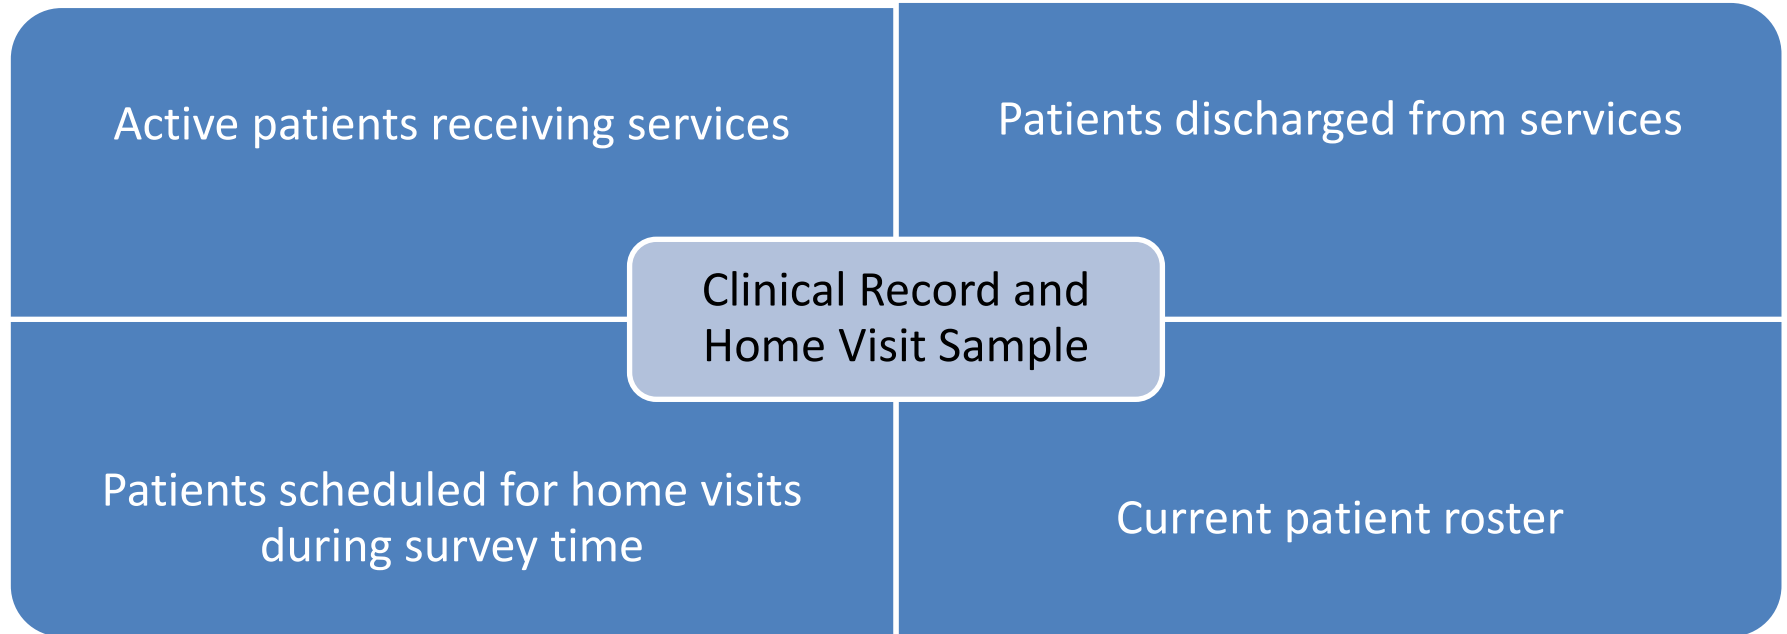 Active patients receiving services
Patients discharged from services
Clinical Record and
Home Visit Sample
Patients scheduled for home visits
during survey time
Current patient roster